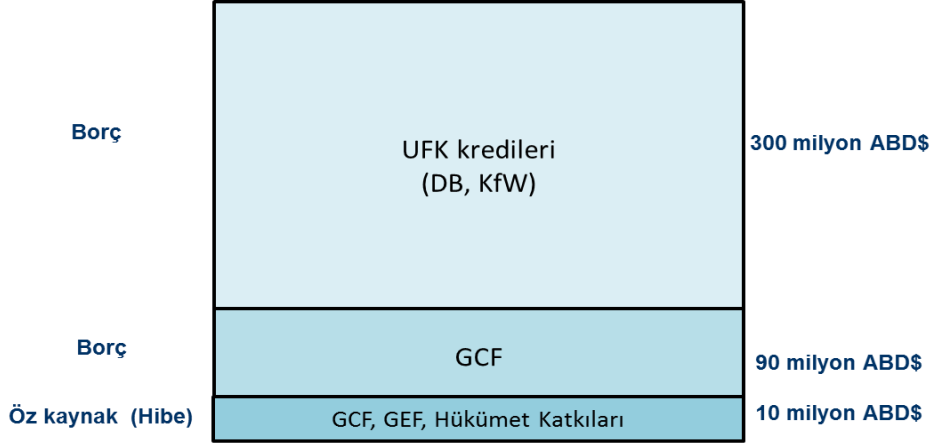 Borç
UFK kredileri
(DB, KfW)
300 milyon ABD$
Borç
GCF
90 milyon ABD$
Öz kaynak  (Hibe)
GCF, GEF, Hükümet Katkıları
10 milyon ABD$